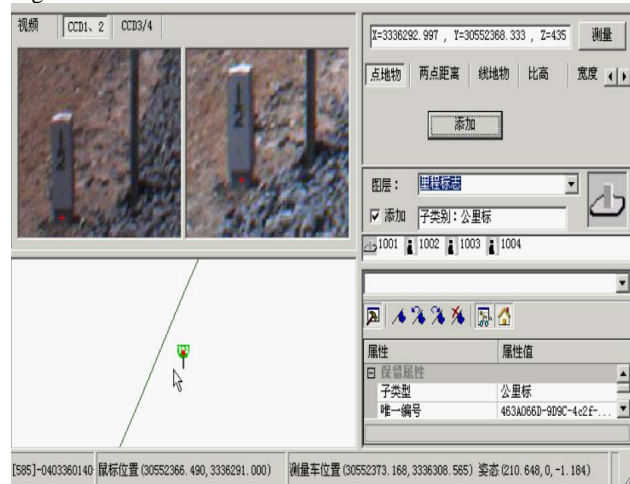 视频 CCD1、2 CCD3/4
X=3336292.997 , Y=30552368.333 , Z=435 测量
点地物 两点距离 线地物 比高 宽度
添加
图层： 里程标志
添加 子类别：公里标
1001 1002 1003 1004
属性 属性值
保留属性
子类型 公里标
唯一编号 463A066D-9D9C-4c2f-...
[585]-0403360140 鼠标位置(30552366.490,3336291.000) 测量车位置(30552373.168,3336308.565) 姿态(210.648,0,-1.184)